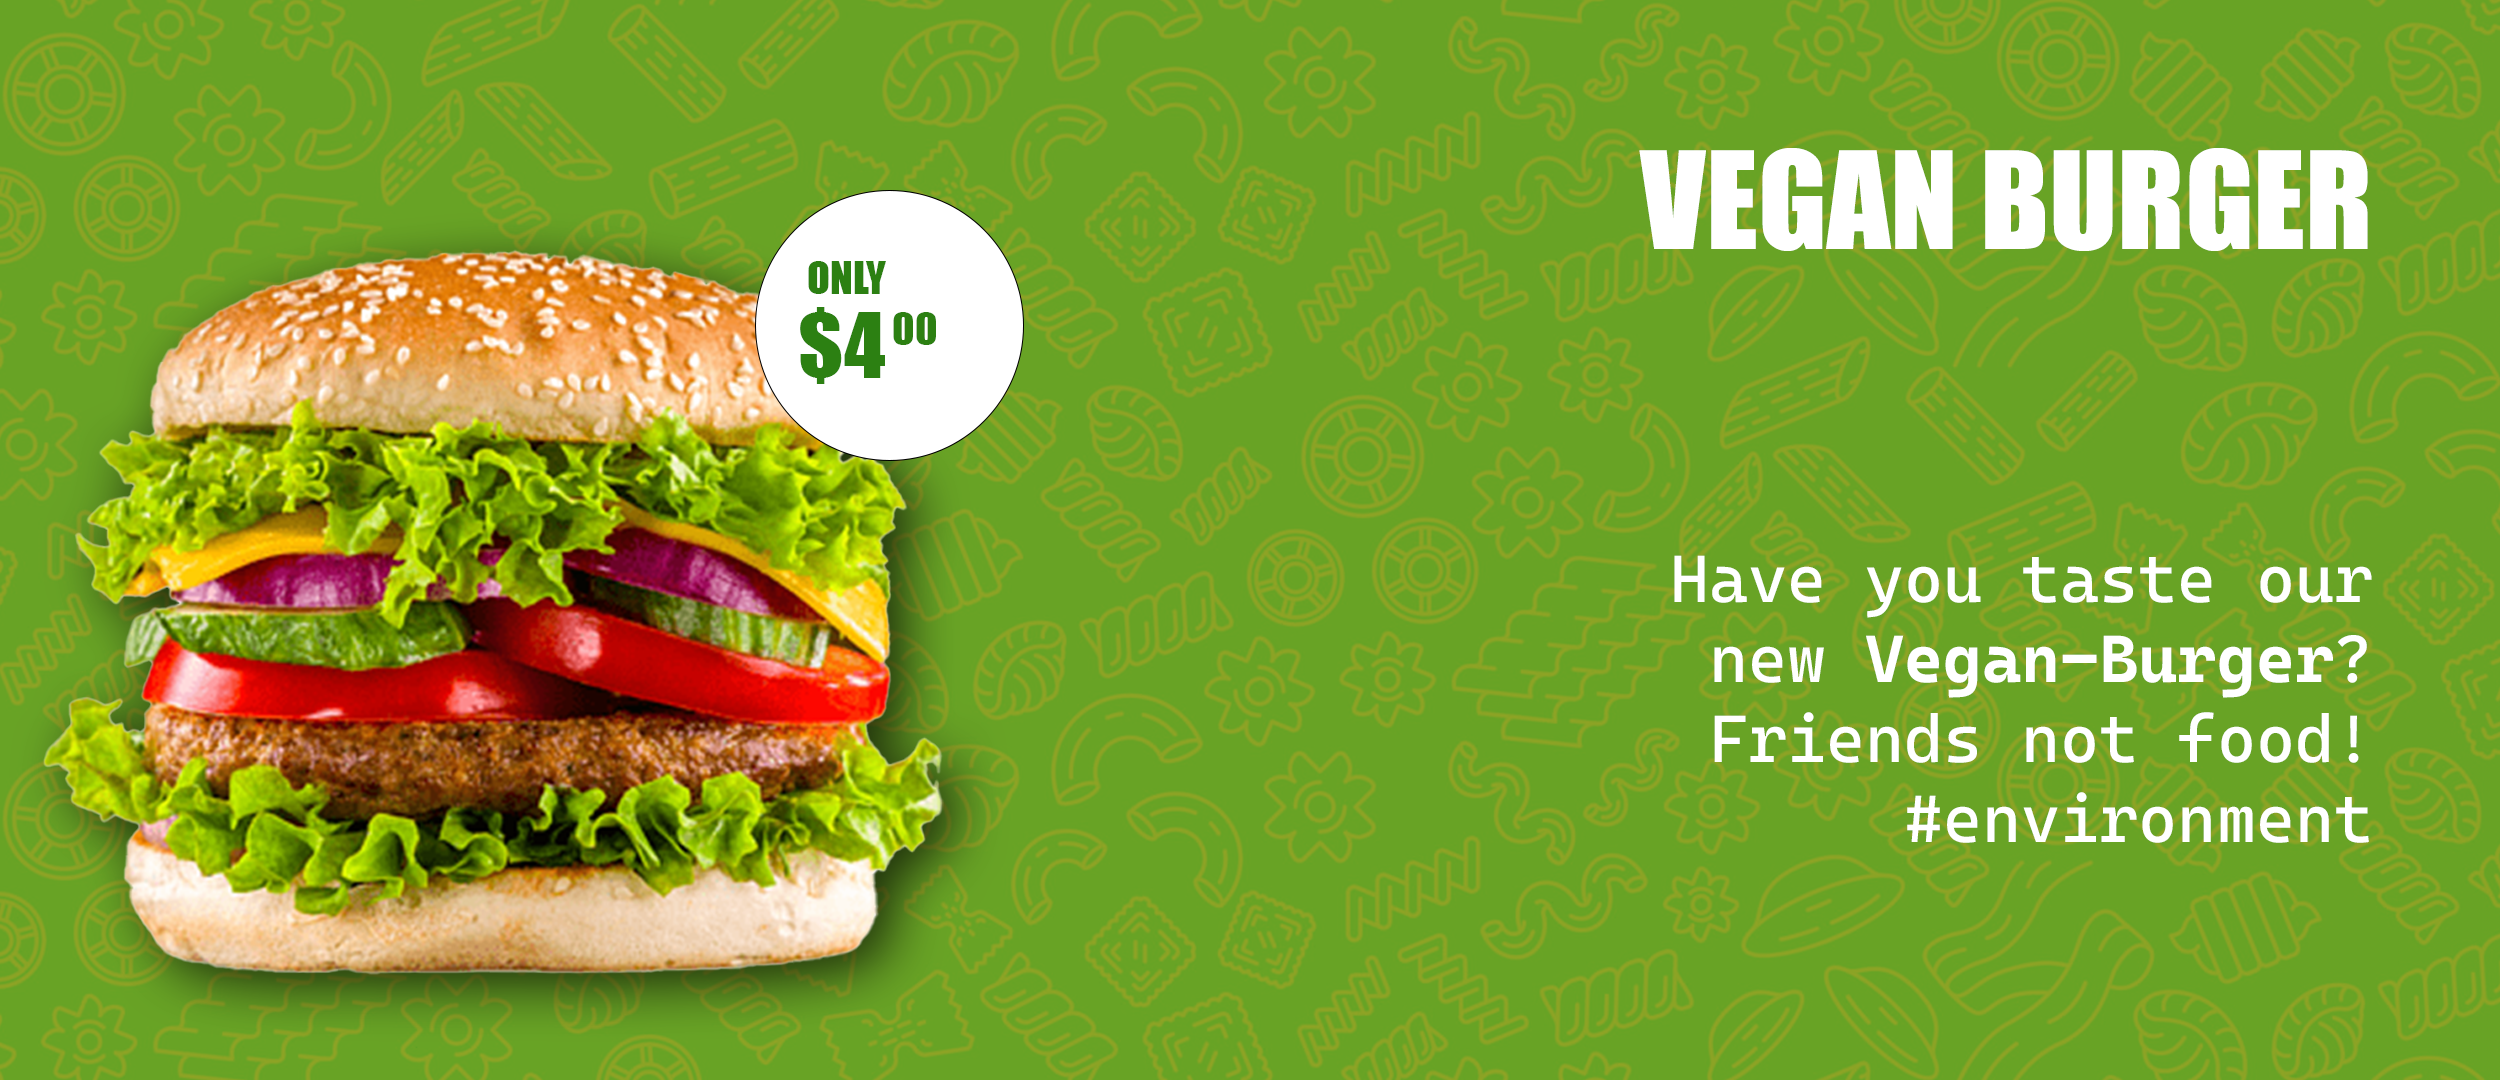 VEGAN BURGER
ONLY
$4⁰⁰
Have you taste our
new Vegan-Burger?
Friends not food!
#environment